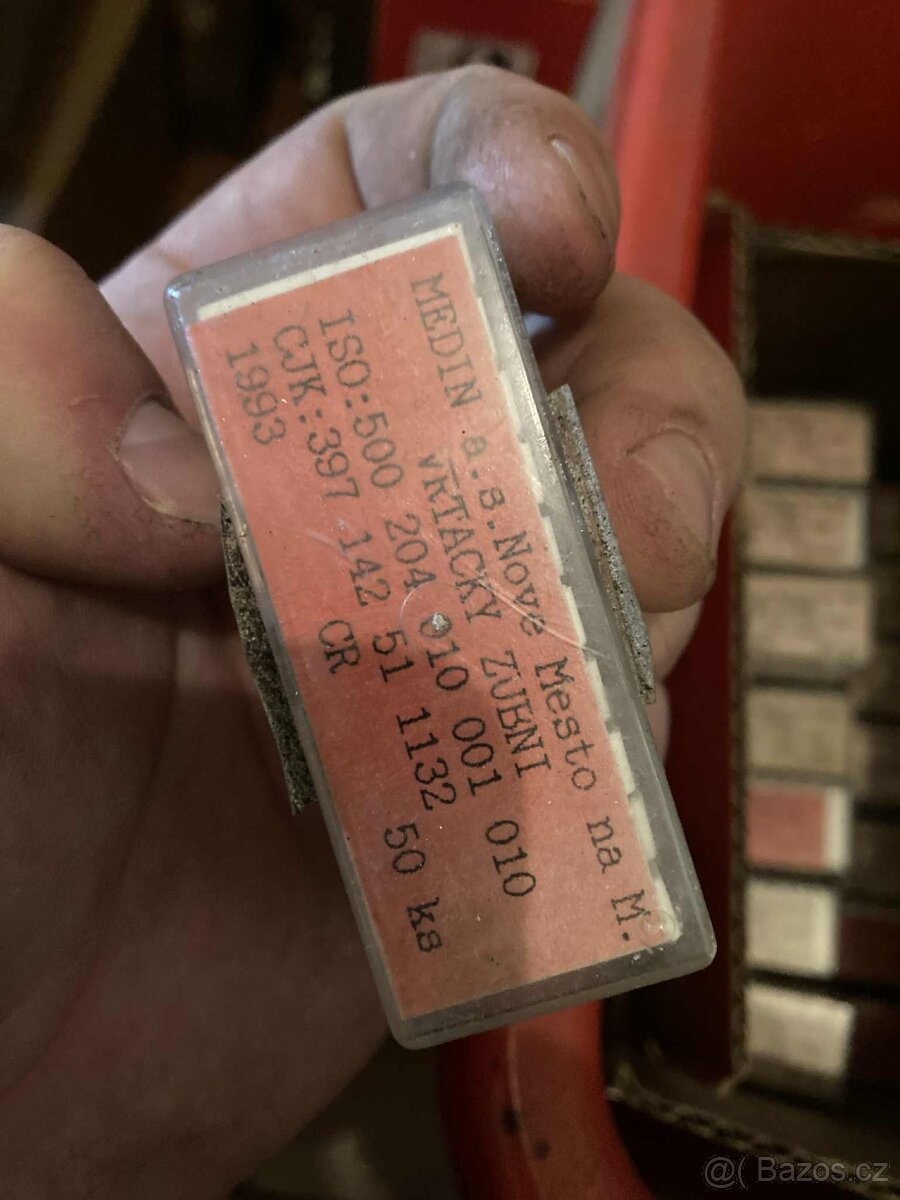 MEDIN a.s.Nove Mesto na M.
vRTACKY ZUBNI
ISO:500 204 010 001 010
CJK:397 142 51 1132 50 ks
1993 CR
@( Bazos.cz